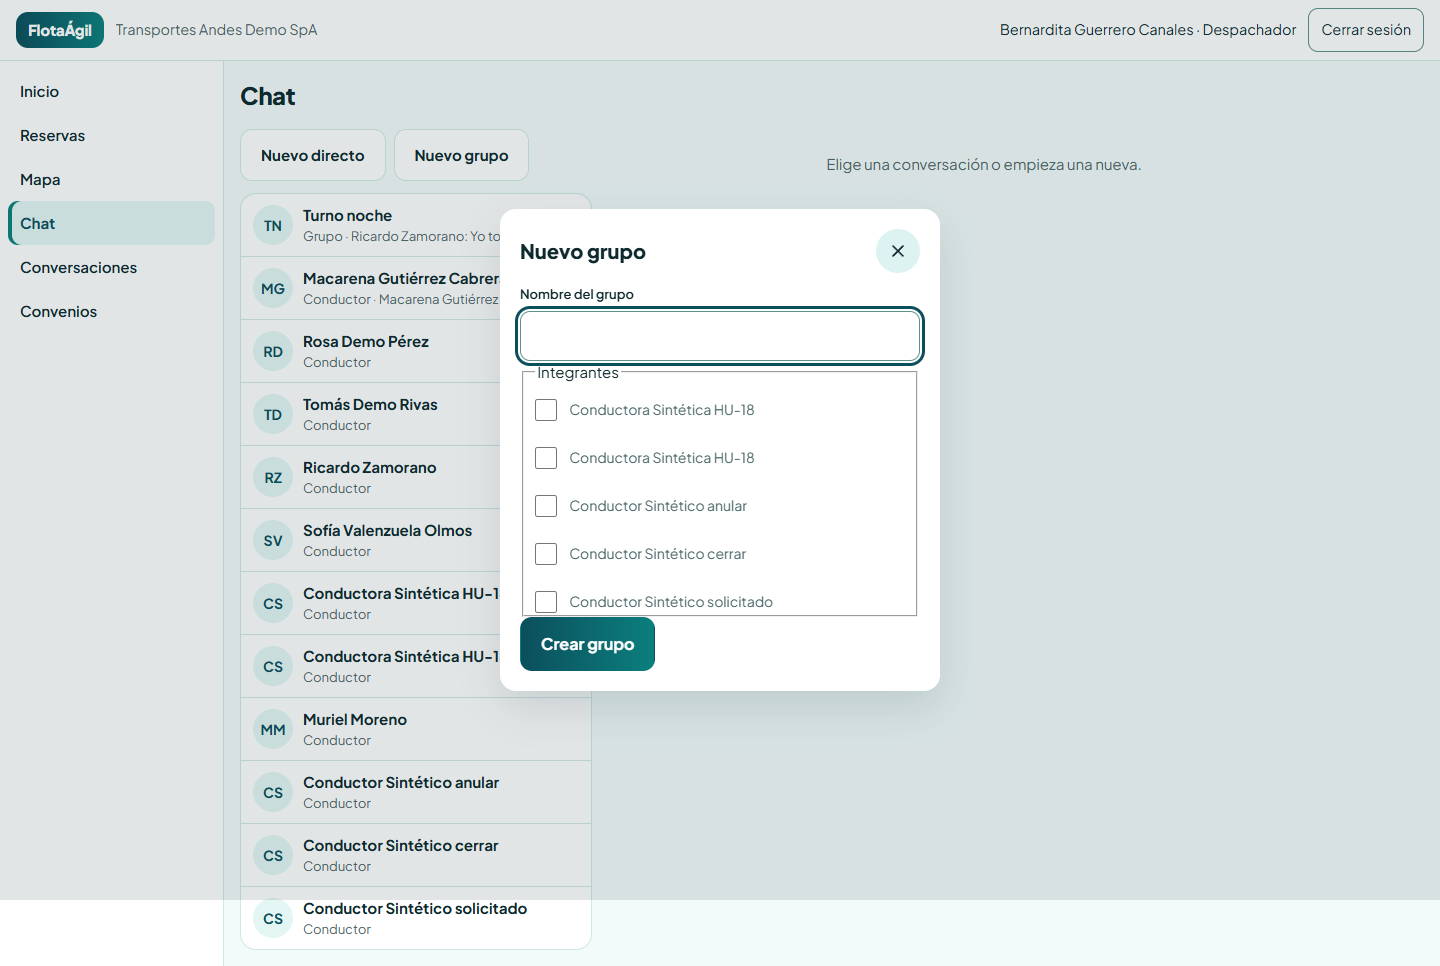 FlotaÁgil
Transportes Andes Demo SpA
Bernardita Guerrero Canales · Despachador
Cerrar sesión
Inicio
Reservas
Mapa
Chat
Conversaciones
Convenios
Chat
Nuevo directo
Nuevo grupo
Elige una conversación o empieza una nueva.
TN
Turno noche
Grupo · Ricardo Zamorano: Yo to
MG
Macarena Gutiérrez Cabrer
Conductor · Macarena Gutiérrez
RD
Rosa Demo Pérez
Conductor
TD
Tomás Demo Rivas
Conductor
RZ
Ricardo Zamorano
Conductor
SV
Sofía Valenzuela Olmos
Conductor
CS
Conductora Sintética HU-1
Conductor
CS
Conductora Sintética HU-1
Conductor
MM
Muriel Moreno
Conductor
CS
Conductor Sintético anular
Conductor
CS
Conductor Sintético cerrar
Conductor
CS
Conductor Sintético solicitado
Conductor
Nuevo grupo
Nombre del grupo
Integrantes
Conductora Sintética HU-18
Conductora Sintética HU-18
Conductor Sintético anular
Conductor Sintético cerrar
Conductor Sintético solicitado
Crear grupo